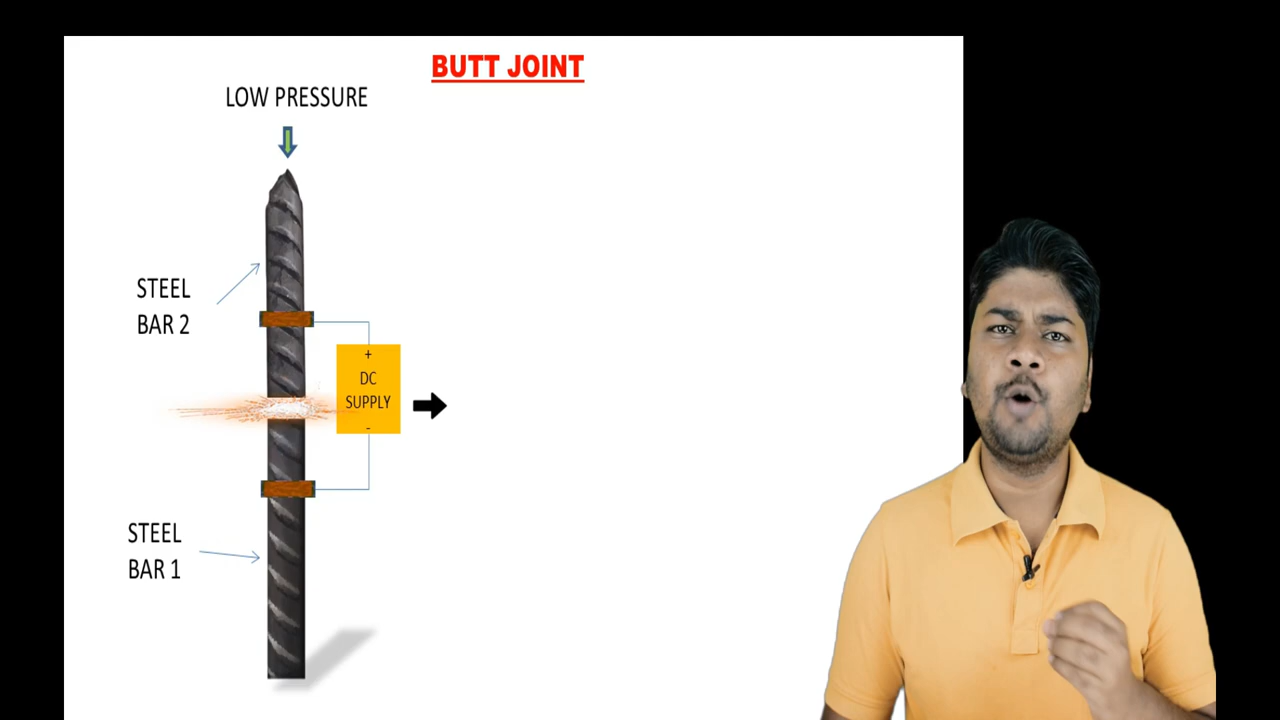 BUTT JOINT
LOW PRESSURE
STEEL
BAR 2
+
DC
SUPPLY
-
STEEL
BAR 1